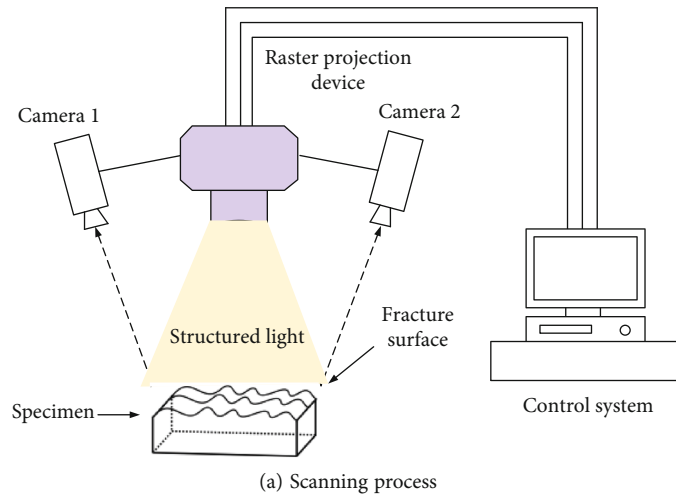 Raster projection
device
Camera 1
Camera 2
Structured light
Fracture
surface
Specimen
Control system
(a) Scanning process